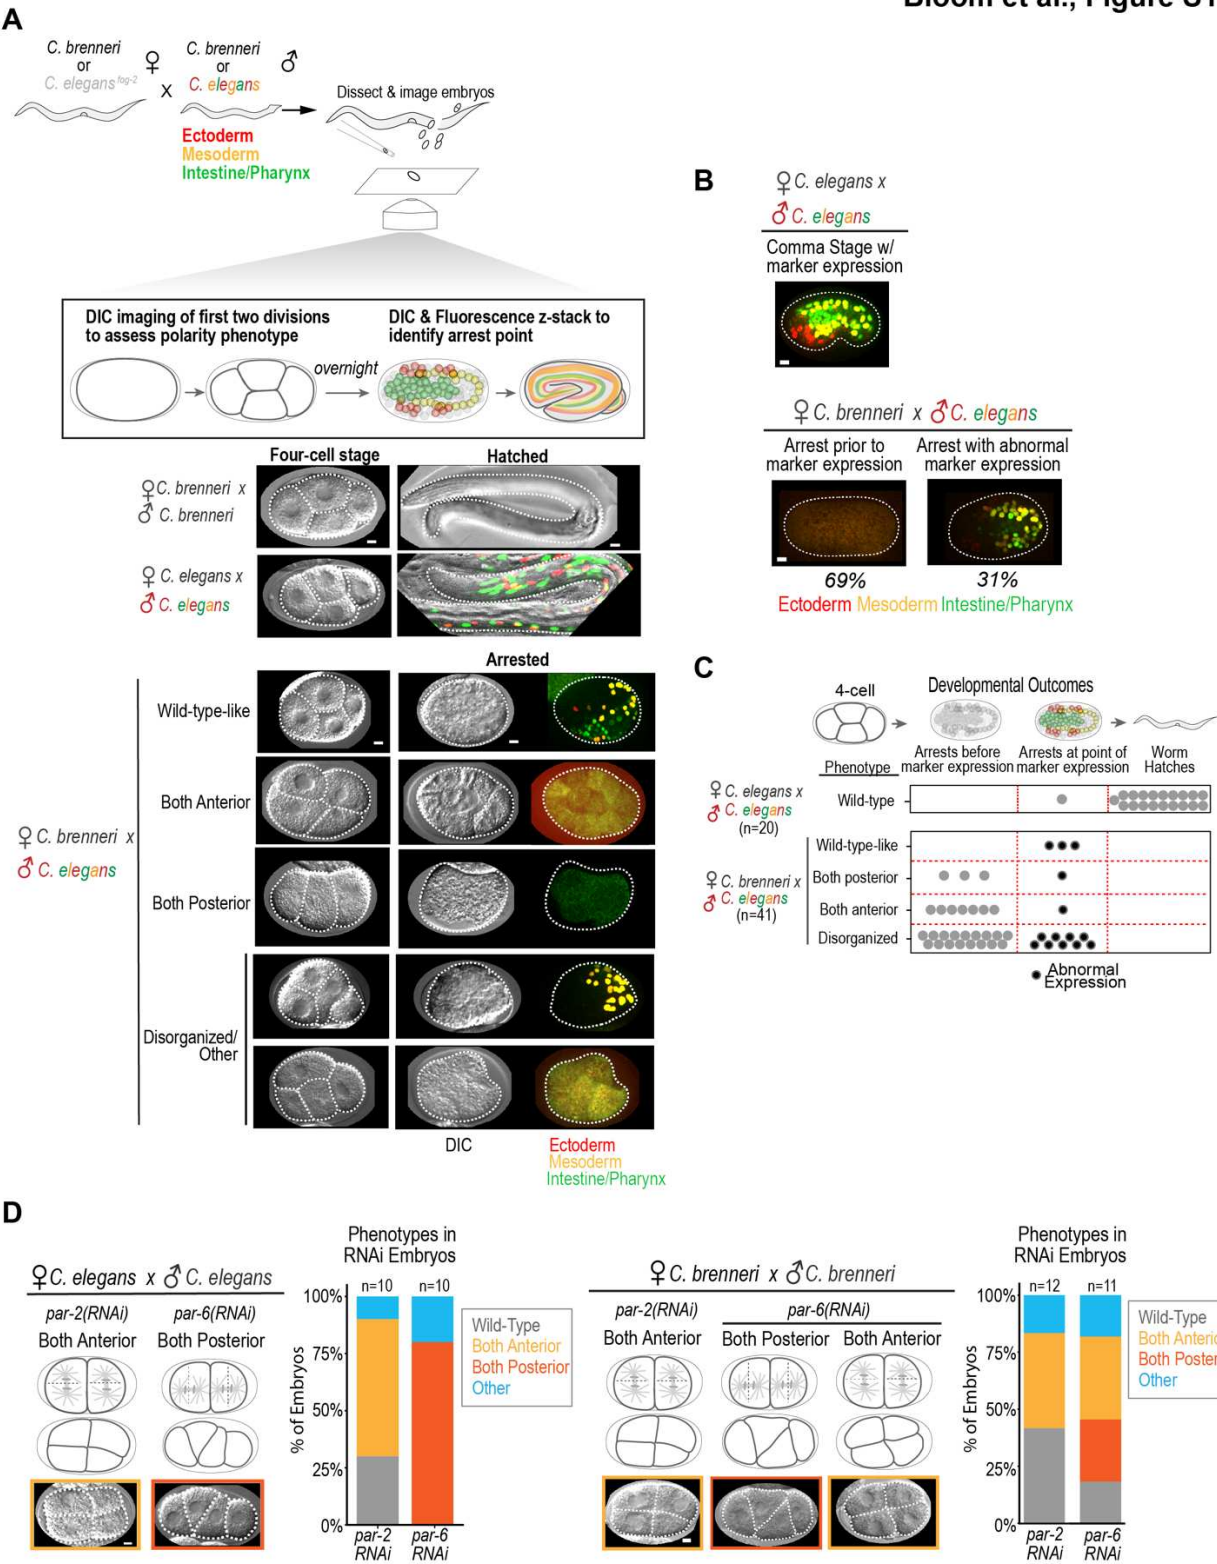 Bloom et al., Figure S1
A
C. brenneri
or
C. elegans fog-2
♀
X
C. brenneri
or
C. elegans
♂
Ectoderm
Mesoderm
Intestine/Pharynx
Dissect & image embryos
DIC imaging of first two divisions
to assess polarity phenotype
DIC & Fluorescence z-stack to
identify arrest point
overnight
Four-cell stage
Hatched
♀ C. brenneri x
♂ C. brenneri
♀ C. elegans x
♂ C. elegans
Arrested
♀ C. brenneri x
♂ C. elegans
Wild-type-like
Both Anterior
Both Posterior
Disorganized/
Other
DIC
Ectoderm
Mesoderm
Intestine/Pharynx
B
♀ C. elegans x
♂ C. elegans
Comma Stage w/
marker expression
♀ C. brenneri x ♂ C. elegans
Arrest prior to
marker expression
Arrest with abnormal
marker expression
69%
31%
Ectoderm Mesoderm Intestine/Pharynx
C
4-cell
Developmental Outcomes
Phenotype
Arrests before
marker expression
Arrests at point of
marker expression
Worm
Hatches
♀ C. elegans x
♂ C. elegans
(n=20)
Wild-type
♀ C. brenneri x
♂ C. elegans
(n=41)
Wild-type-like
Both posterior
Both anterior
Disorganized
Abnormal
Expression
D
♀ C. elegans x ♂ C. elegans
par-2(RNAi)
Both Anterior
par-6(RNAi)
Both Posterior
Phenotypes in
RNAi Embryos
n=10 n=10
% of Embryos
100%
75%
50%
25%
0%
par-2
RNAi
par-6
RNAi
Wild-Type
Both Anterior
Both Posterior
Other
♀ C. brenneri x ♂ C. brenneri
par-2(RNAi)
Both Anterior
par-6(RNAi)
Both Posterior
Both Anterior
Phenotypes in
RNAi Embryos
n=12 n=11
% of Embryos
100%
75%
50%
25%
0%
par-2
RNAi
par-6
RNAi
Wild-Type
Both Anterio
Both Poster
Other